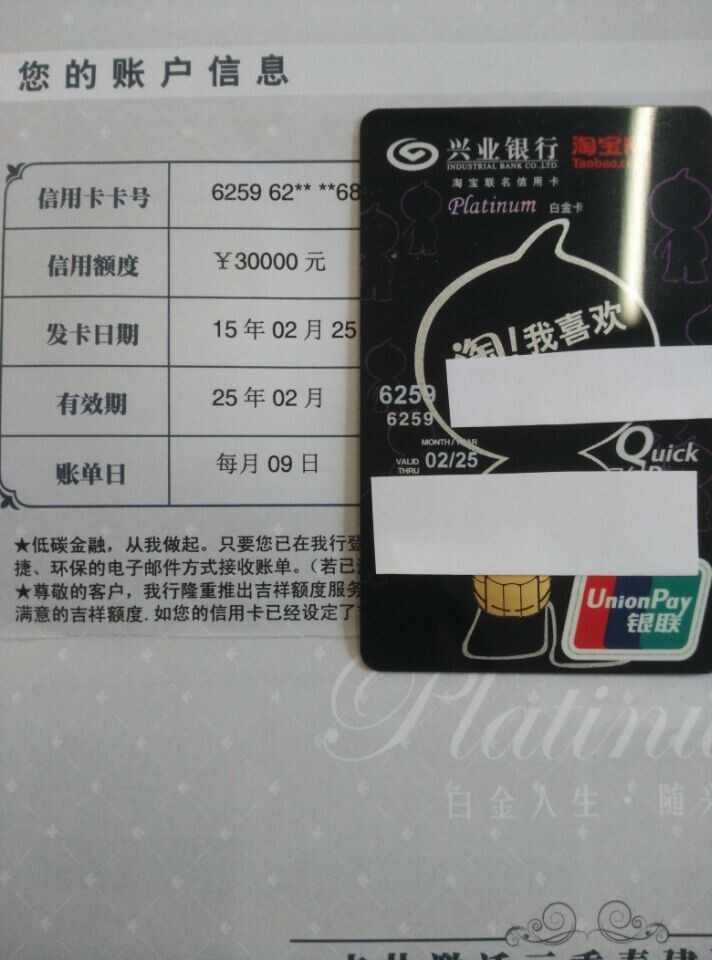 您的账户信息
信用卡卡号 6259 62** **68
信用额度 ￥30000 元
发卡日期 15 年 02 月 25
有效期 25 年 02 月
账单日 每月 09 日
★低碳金融，从我做起。只要您已在我行登
捷、环保的电子邮件方式接收账单。（若已
★尊敬的客户，我行隆重推出吉祥额度服务
满意的吉祥额度.如您的信用卡已经设定了
兴业银行
INDUSTRIAL BANK CO.,LTD.
淘宝
Taobao.c
淘宝联名信用卡
Platinum 白金卡
淘!我喜欢
6259
6259
MONTH/YEAR
VALID THRU 02/25
Quick
UnionPay
银联
Platinu
白金人生·随